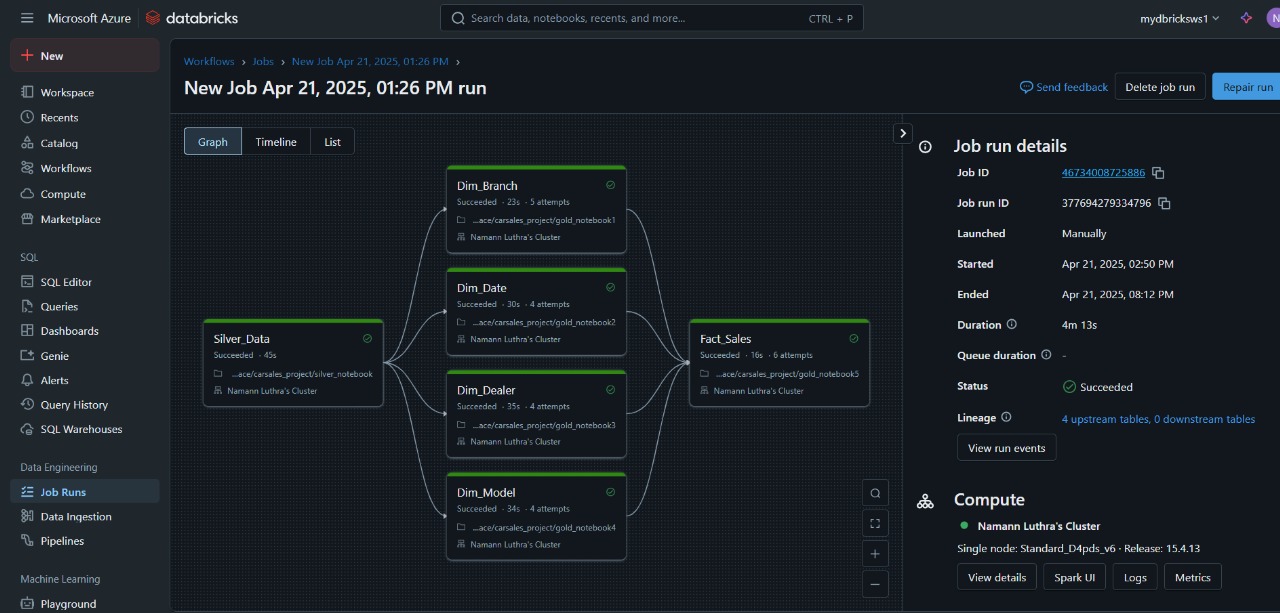 Microsoft Azure databricks
Search data, notebooks, recents, and more... CTRL + P
mydbricksws1
N
New
Workspace
Recents
Catalog
Workflows
Compute
Marketplace
SQL
SQL Editor
Queries
Dashboards
Genie
Alerts
Query History
SQL Warehouses
Data Engineering
Job Runs
Data Ingestion
Pipelines
Machine Learning
Playground
Workflows › Jobs › New Job Apr 21, 2025, 01:26 PM ›
New Job Apr 21, 2025, 01:26 PM run
Send feedback
Delete job run
Repair run
Graph Timeline List
Silver_Data
Succeeded · 45s
...ace/carsales_project/silver_notebook
Namann Luthra's Cluster
Dim_Branch
Succeeded · 23s · 5 attempts
...ace/carsales_project/gold_notebook1
Namann Luthra's Cluster
Dim_Date
Succeeded · 30s · 4 attempts
...ace/carsales_project/gold_notebook2
Namann Luthra's Cluster
Dim_Dealer
Succeeded · 35s · 4 attempts
...ace/carsales_project/gold_notebook3
Namann Luthra's Cluster
Dim_Model
Succeeded · 34s · 4 attempts
...ace/carsales_project/gold_notebook4
Namann Luthra's Cluster
Fact_Sales
Succeeded · 16s · 6 attempts
...ace/carsales_project/gold_notebook5
Namann Luthra's Cluster
Job run details
Job ID 46734008725886
Job run ID 377694279334796
Launched Manually
Started Apr 21, 2025, 02:50 PM
Ended Apr 21, 2025, 08:12 PM
Duration 4m 13s
Queue duration -
Status Succeeded
Lineage 4 upstream tables, 0 downstream tables
View run events
Compute
Namann Luthra's Cluster
Single node: Standard_D4pds_v6 · Release: 15.4.13
View details Spark UI Logs Metrics